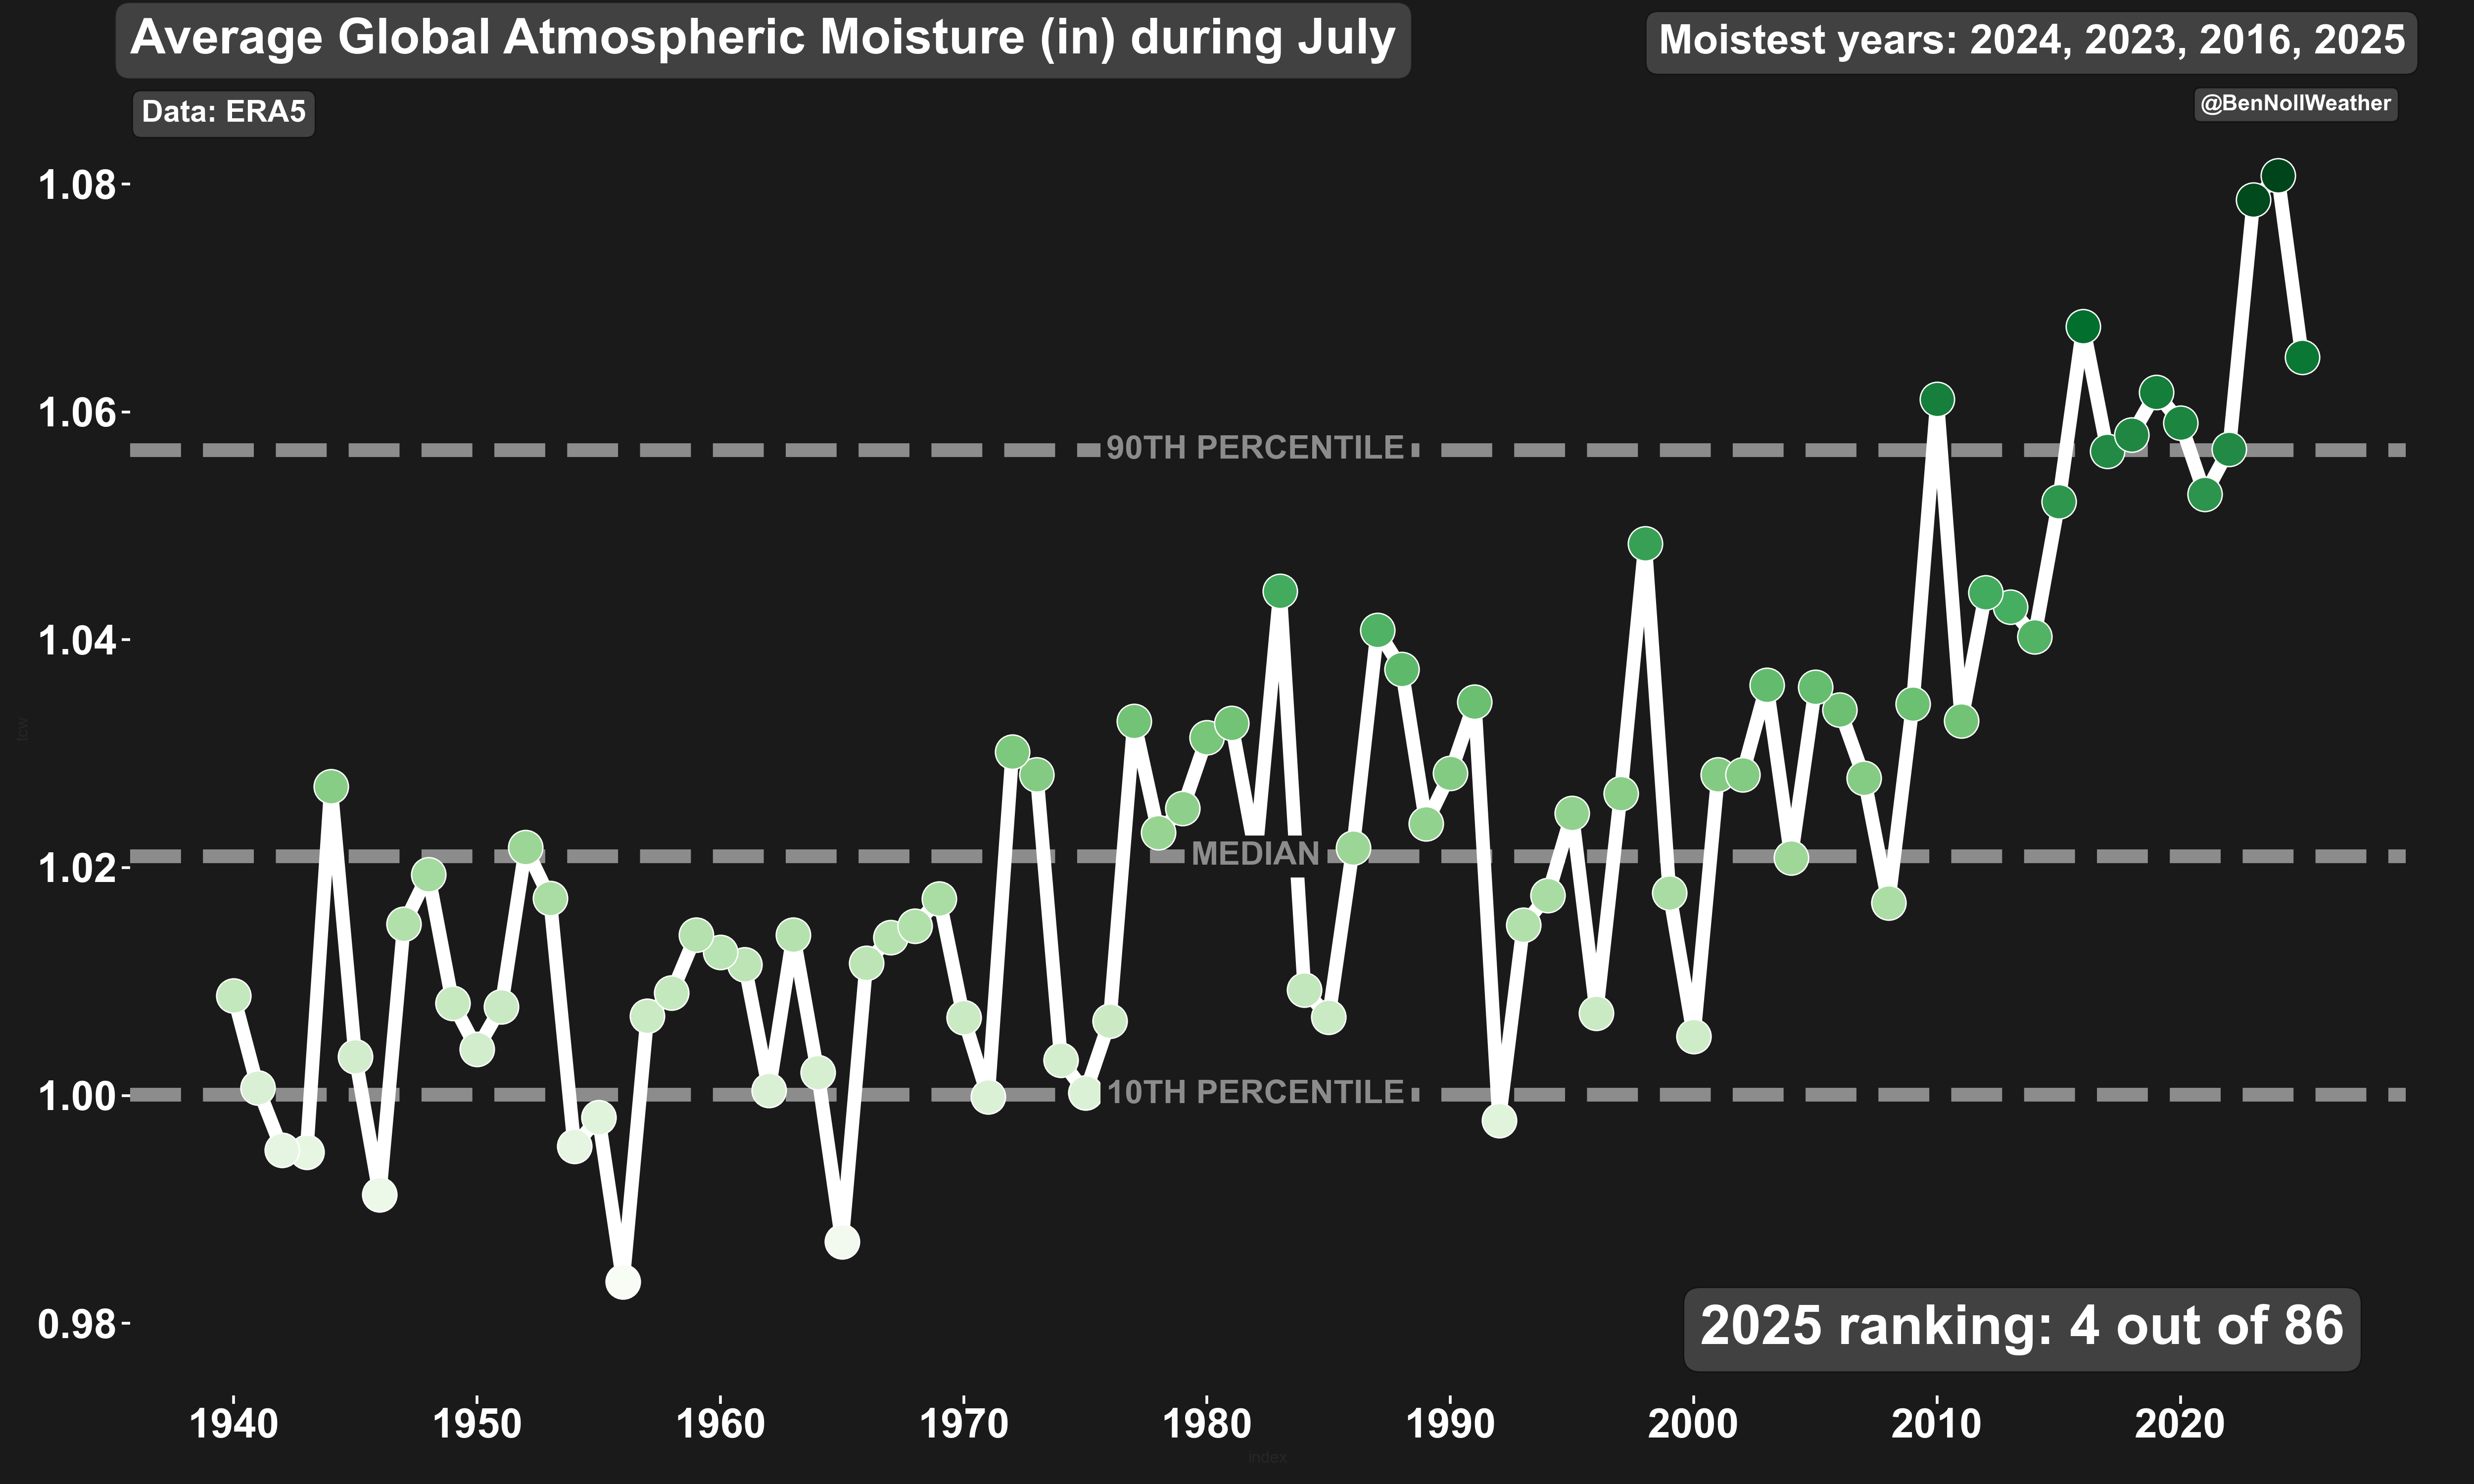 Average Global Atmospheric Moisture (in) during July
Moistest years: 2024, 2023, 2016, 2025
Data: ERA5
@BenNollWeather
1.08
1.06
90TH PERCENTILE
1.04
tcw
1.02
MEDIAN
1.00
10TH PERCENTILE
0.98
2025 ranking: 4 out of 86
1940 1950 1960 1970 1980 1990 2000 2010 2020
index